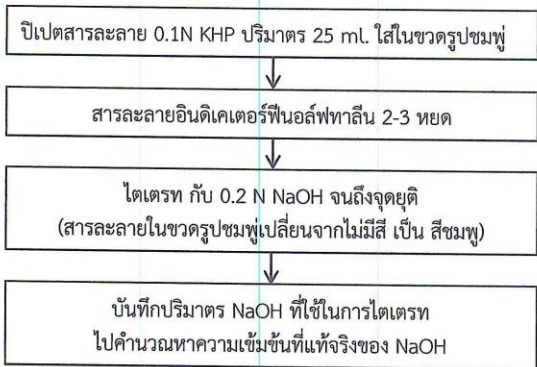 ปิเปตสารละลาย 0.1N KHP ปริมาตร 25 ml. ใส่ในขวดรูปชมพู่
สารละลายอินดิเคเตอร์ฟีนอล์ฟทาลีน 2-3 หยด
ไตเตรท กับ 0.2 N NaOH จนถึงจุดยุติ
(สารละลายในขวดรูปชมพู่เปลี่ยนจากไม่มีสี เป็น สีชมพู)
บันทึกปริมาตร NaOH ที่ใช้ในการไตเตรท
ไปคำนวณหาความเข้มข้นที่แท้จริงของ NaOH